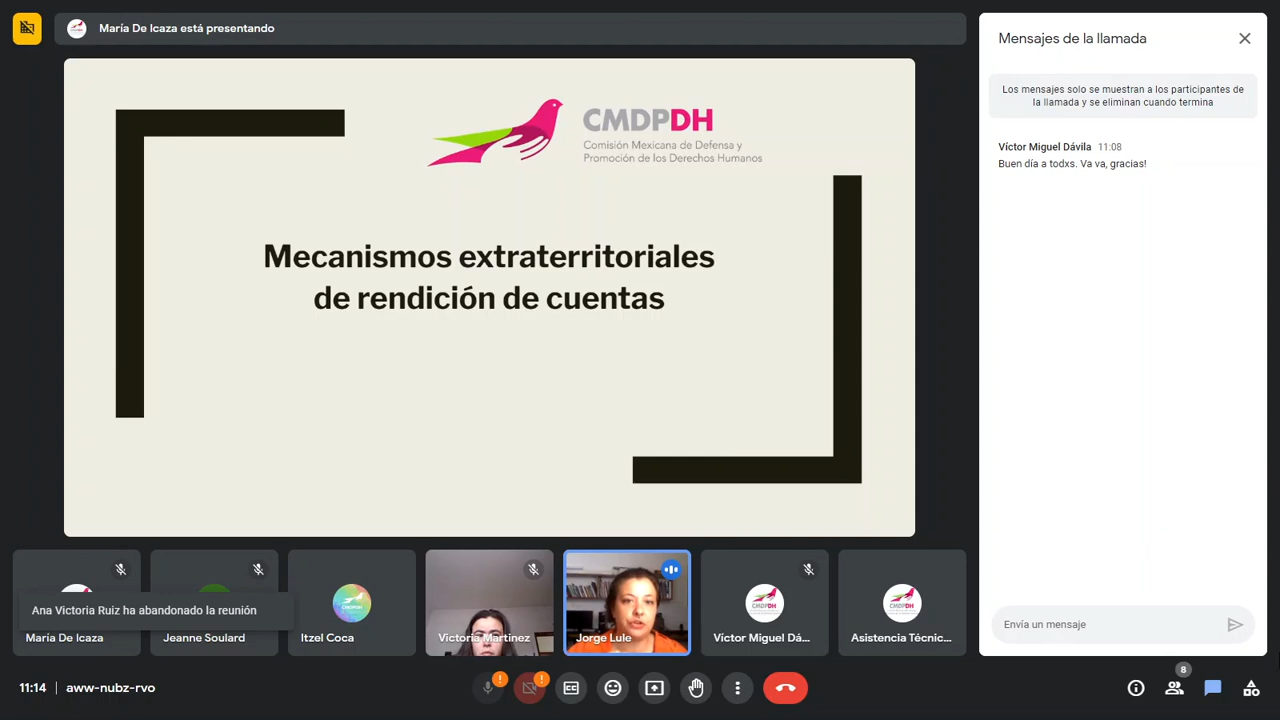 María De Icaza está presentando
CMDPDH
Comisión Mexicana de Defensa y
Promoción de los Derechos Humanos
Mecanismos extraterritoriales
de rendición de cuentas
Mensajes de la llamada
Los mensajes solo se muestran a los participantes de
la llamada y se eliminan cuando termina
Víctor Miguel Dávila 11:08
Buen día a todxs. Va va, gracias!
Envía un mensaje
Ana Victoria Ruiz ha abandonado la reunión
María De Icaza
Jeanne Soulard
Itzel Coca
Victoria Martinez
Jorge Lule
Víctor Miguel Dá...
Asistencia Técnic...
11:14 | aww-nubz-rvo
8